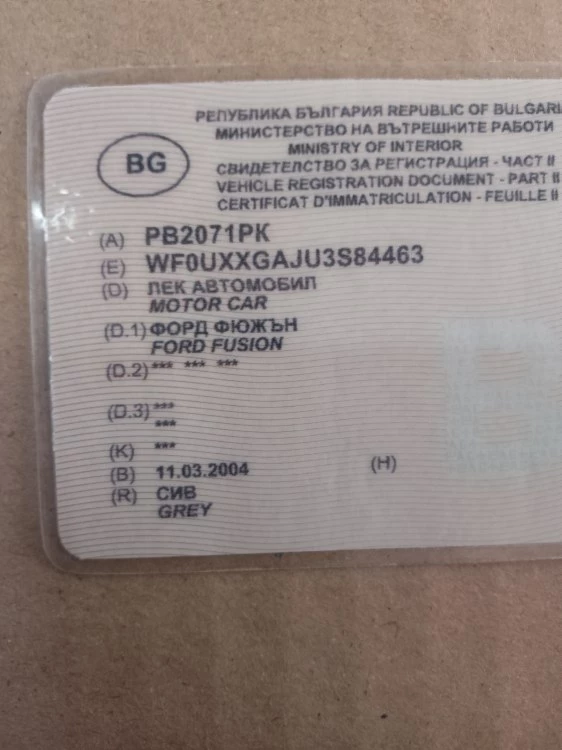 РЕПУБЛИКА БЪЛГАРИЯ REPUBLIC OF BULGARI
МИНИСТЕРСТВО НА ВЪТРЕШНИТЕ РАБОТИ
MINISTRY OF INTERIOR
BG
СВИДЕТЕЛСТВО ЗА РЕГИСТРАЦИЯ - ЧАСТ II
VEHICLE REGISTRATION DOCUMENT - PART II
CERTIFICAT D'IMMATRICULATION - FEUILLE II
(A) PB2071PK
(E) WF0UXXGAJU3S84463
(D) ЛЕК АВТОМОБИЛ
MOTOR CAR
(D.1) ФОРД ФЮЖЪН
FORD FUSION
(D.2) *** *** ***
(D.3) ***
***
(K) ***
(B) 11.03.2004 (H)
(R) СИВ
GREY